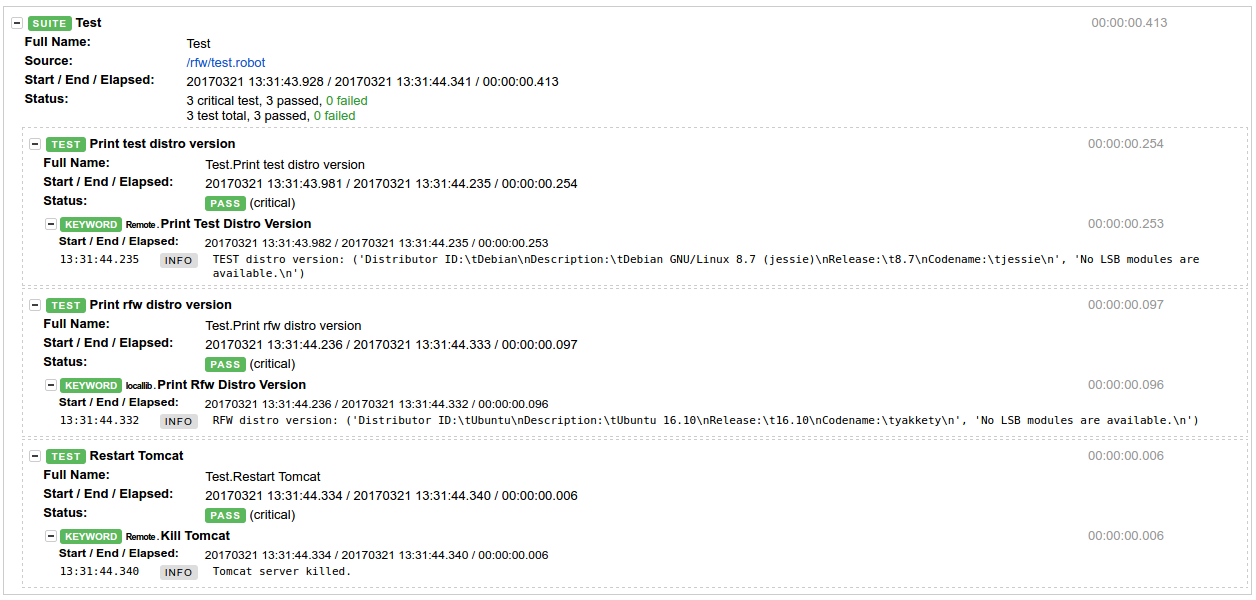 SUITE Test 00:00:00.413
Full Name: Test
Source: /rfw/test.robot
Start / End / Elapsed: 20170321 13:31:43.928 / 20170321 13:31:44.341 / 00:00:00.413
Status: 3 critical test, 3 passed, 0 failed
3 test total, 3 passed, 0 failed
TEST Print test distro version 00:00:00.254
Full Name: Test.Print test distro version
Start / End / Elapsed: 20170321 13:31:43.981 / 20170321 13:31:44.235 / 00:00:00.254
Status: PASS (critical)
KEYWORD Remote . Print Test Distro Version 00:00:00.253
Start / End / Elapsed: 20170321 13:31:43.982 / 20170321 13:31:44.235 / 00:00:00.253
13:31:44.235 INFO TEST distro version: ('Distributor ID:\tDebian\nDescription:\tDebian GNU/Linux 8.7 (jessie)\nRelease:\t8.7\nCodename:\tjessie\n', 'No LSB modules are
available.\n')
TEST Print rfw distro version 00:00:00.097
Full Name: Test.Print rfw distro version
Start / End / Elapsed: 20170321 13:31:44.236 / 20170321 13:31:44.333 / 00:00:00.097
Status: PASS (critical)
KEYWORD locallib . Print Rfw Distro Version 00:00:00.096
Start / End / Elapsed: 20170321 13:31:44.236 / 20170321 13:31:44.332 / 00:00:00.096
13:31:44.332 INFO RFW distro version: ('Distributor ID:\tUbuntu\nDescription:\tUbuntu 16.10\nRelease:\t16.10\nCodename:\tyakkety\n', 'No LSB modules are available.\n')
TEST Restart Tomcat 00:00:00.006
Full Name: Test.Restart Tomcat
Start / End / Elapsed: 20170321 13:31:44.334 / 20170321 13:31:44.340 / 00:00:00.006
Status: PASS (critical)
KEYWORD Remote . Kill Tomcat 00:00:00.006
Start / End / Elapsed: 20170321 13:31:44.334 / 20170321 13:31:44.340 / 00:00:00.006
13:31:44.340 INFO Tomcat server killed.